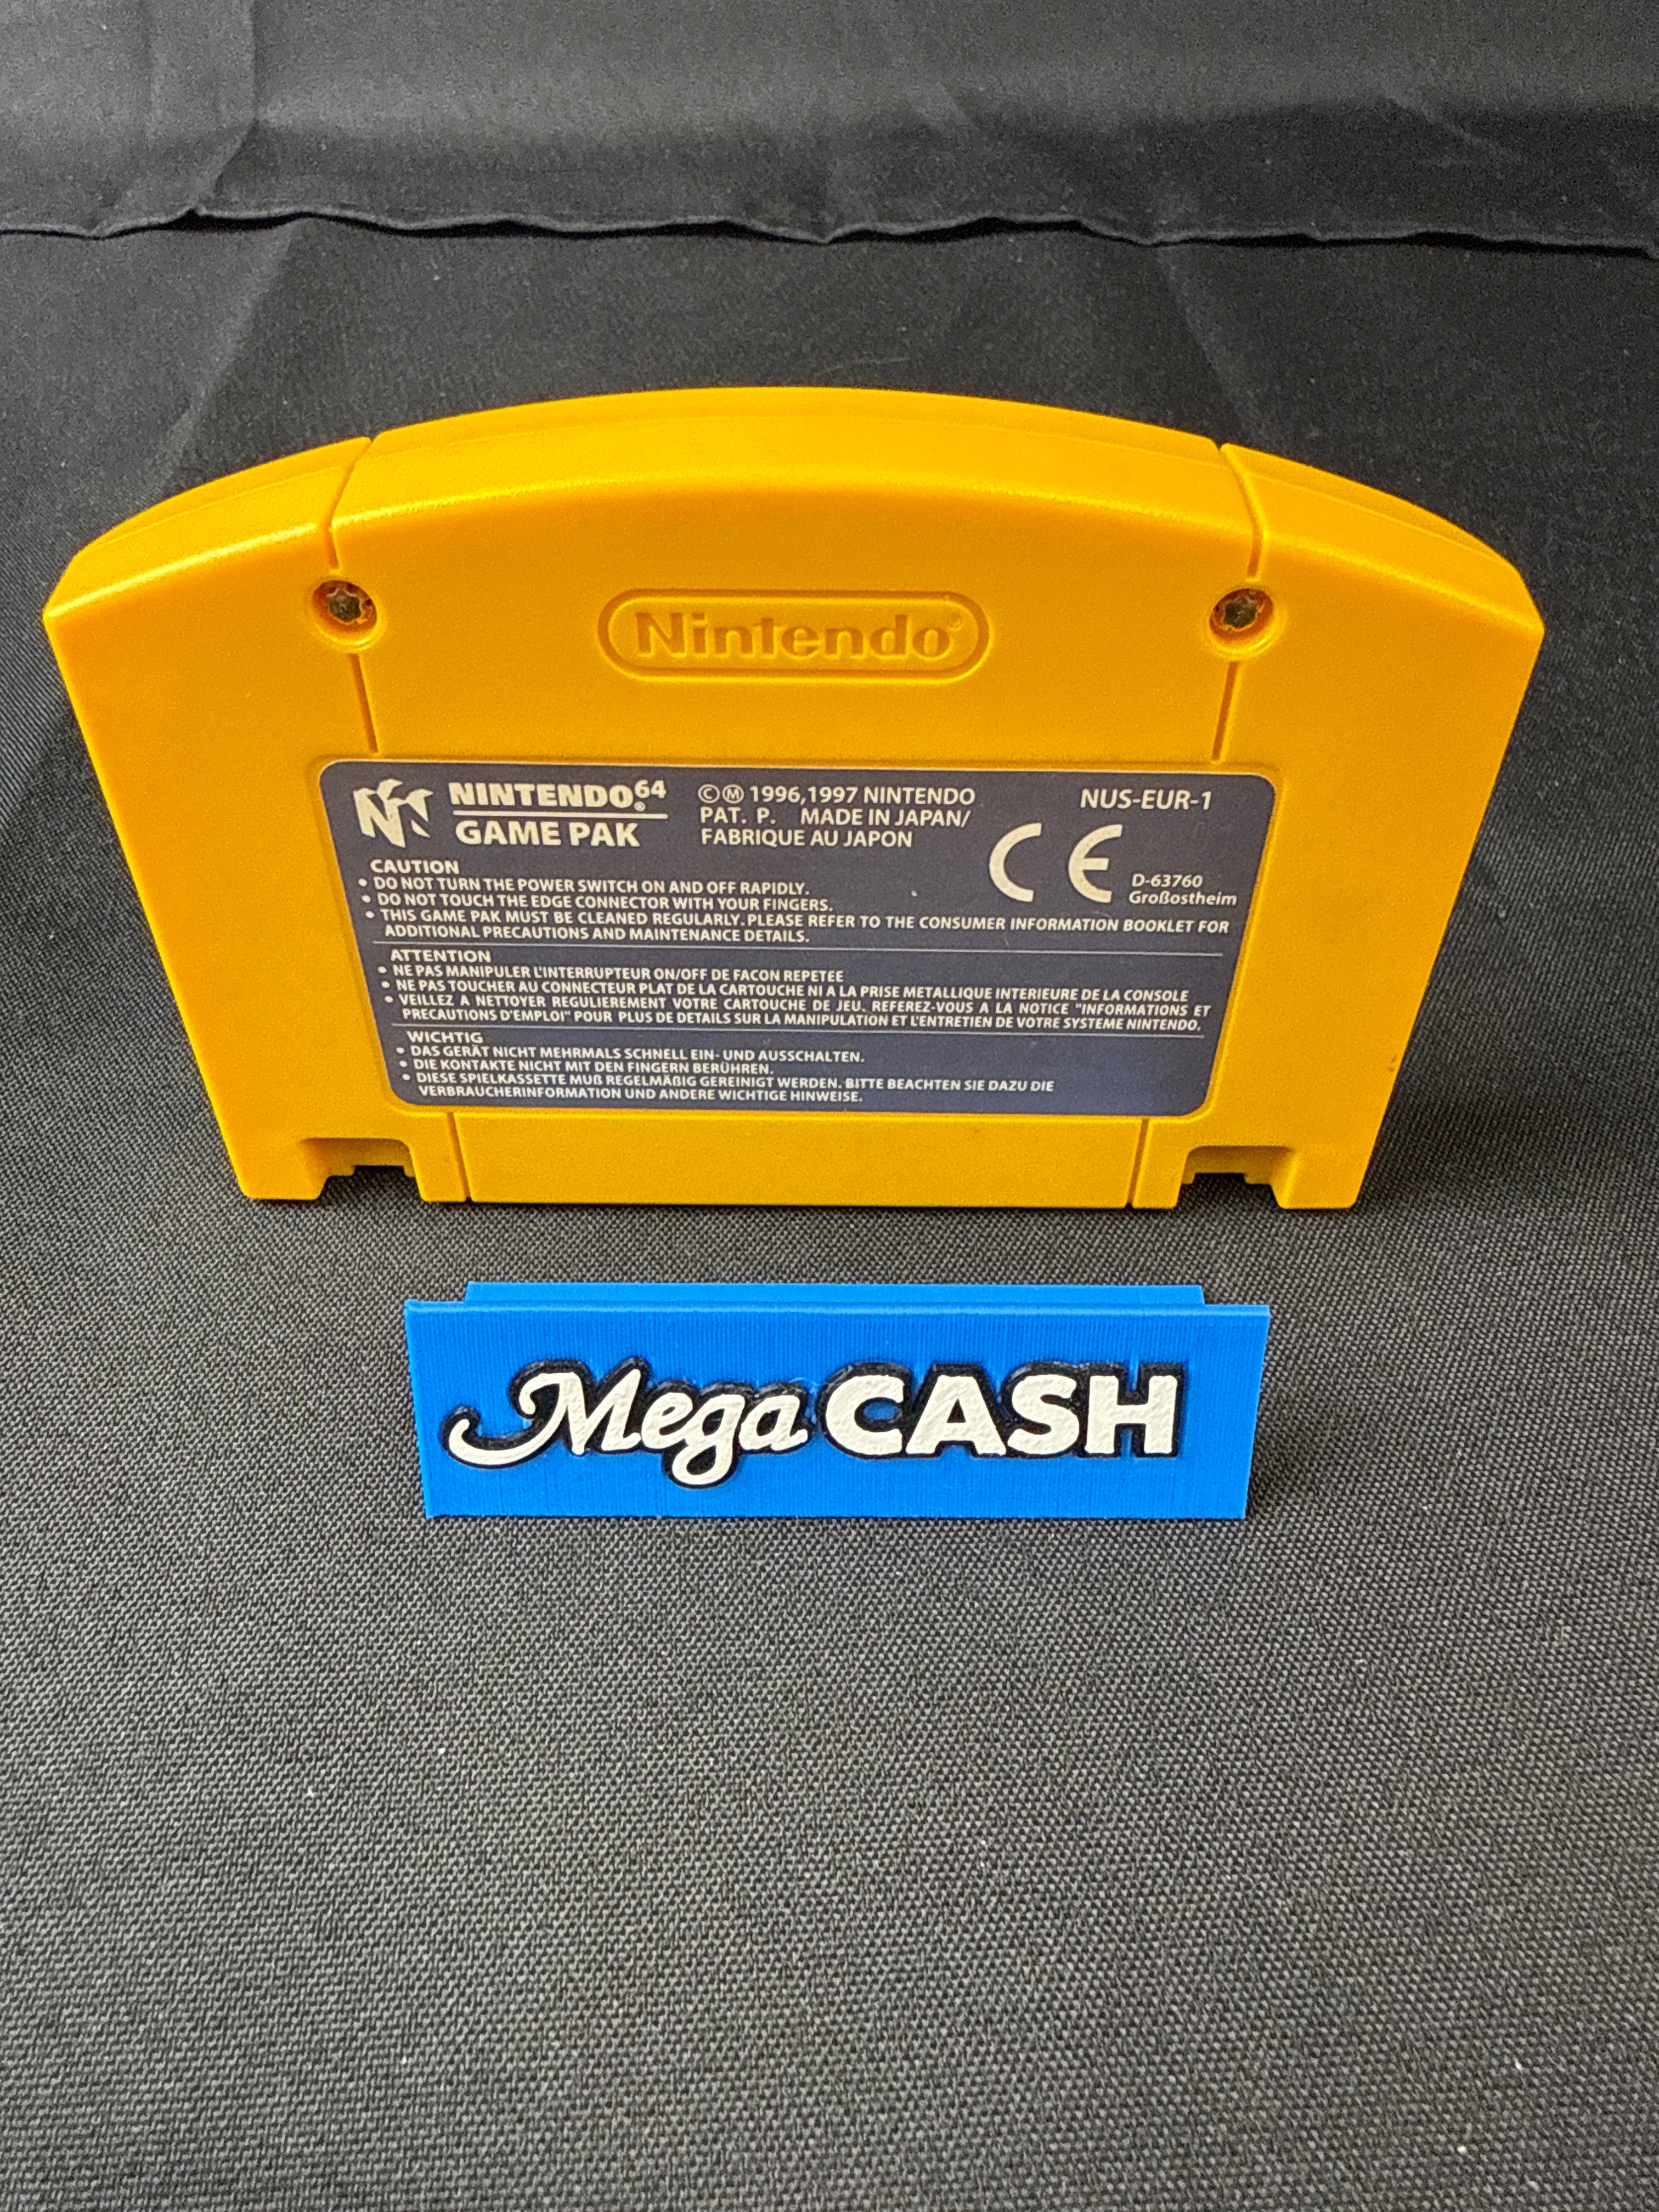 Nintendo®
NINTENDO64®
GAME PAK
©Ⓜ 1996,1997 NINTENDO
PAT. P. MADE IN JAPAN/
FABRIQUE AU JAPON
NUS-EUR-1
CE
D-63760
Großostheim
CAUTION
• DO NOT TURN THE POWER SWITCH ON AND OFF RAPIDLY.
• DO NOT TOUCH THE EDGE CONNECTOR WITH YOUR FINGERS.
• THIS GAME PAK MUST BE CLEANED REGULARLY. PLEASE REFER TO THE CONSUMER INFORMATION BOOKLET FOR
ADDITIONAL PRECAUTIONS AND MAINTENANCE DETAILS.
ATTENTION
• NE PAS MANIPULER L'INTERRUPTEUR ON/OFF DE FACON REPETEE
• NE PAS TOUCHER AU CONNECTEUR PLAT DE LA CARTOUCHE NI A LA PRISE METALLIQUE INTERIEURE DE LA CONSOLE
• VEILLEZ A NETTOYER REGULIEREMENT VOTRE CARTOUCHE DE JEU. REFEREZ-VOUS A LA NOTICE "INFORMATIONS ET
PRECAUTIONS D'EMPLOI" POUR PLUS DE DETAILS SUR LA MANIPULATION ET L'ENTRETIEN DE VOTRE SYSTEME NINTENDO.
WICHTIG
• DAS GERÄT NICHT MEHRMALS SCHNELL EIN- UND AUSSCHALTEN.
• DIE KONTAKTE NICHT MIT DEN FINGERN BERÜHREN.
• DIESE SPIELKASSETTE MUß REGELMÄßIG GEREINIGT WERDEN. BITTE BEACHTEN SIE DAZU DIE
VERBRAUCHERINFORMATION UND ANDERE WICHTIGE HINWEISE.
Mega CASH